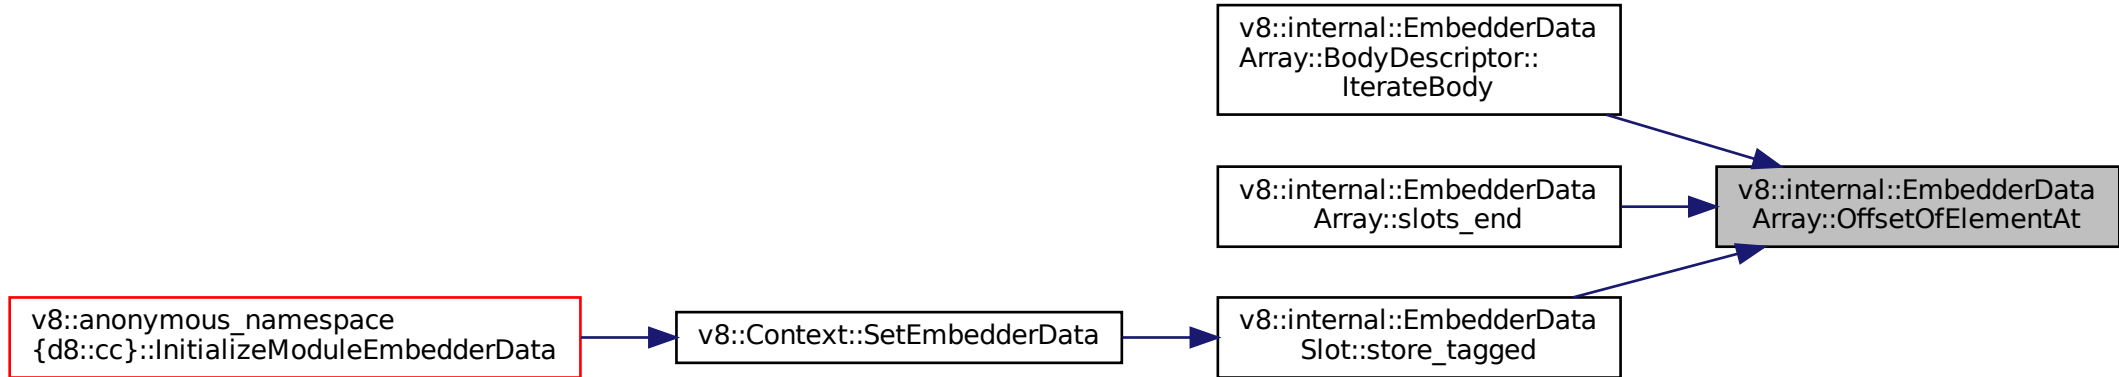 v8::internal::EmbedderData
Array::BodyDescriptor::
IterateBody
v8::internal::EmbedderData
Array::slots_end
v8::internal::EmbedderData
Array::OffsetOfElementAt
v8::anonymous_namespace
{d8::cc}::InitializeModuleEmbedderData
v8::Context::SetEmbedderData
v8::internal::EmbedderData
Slot::store_tagged